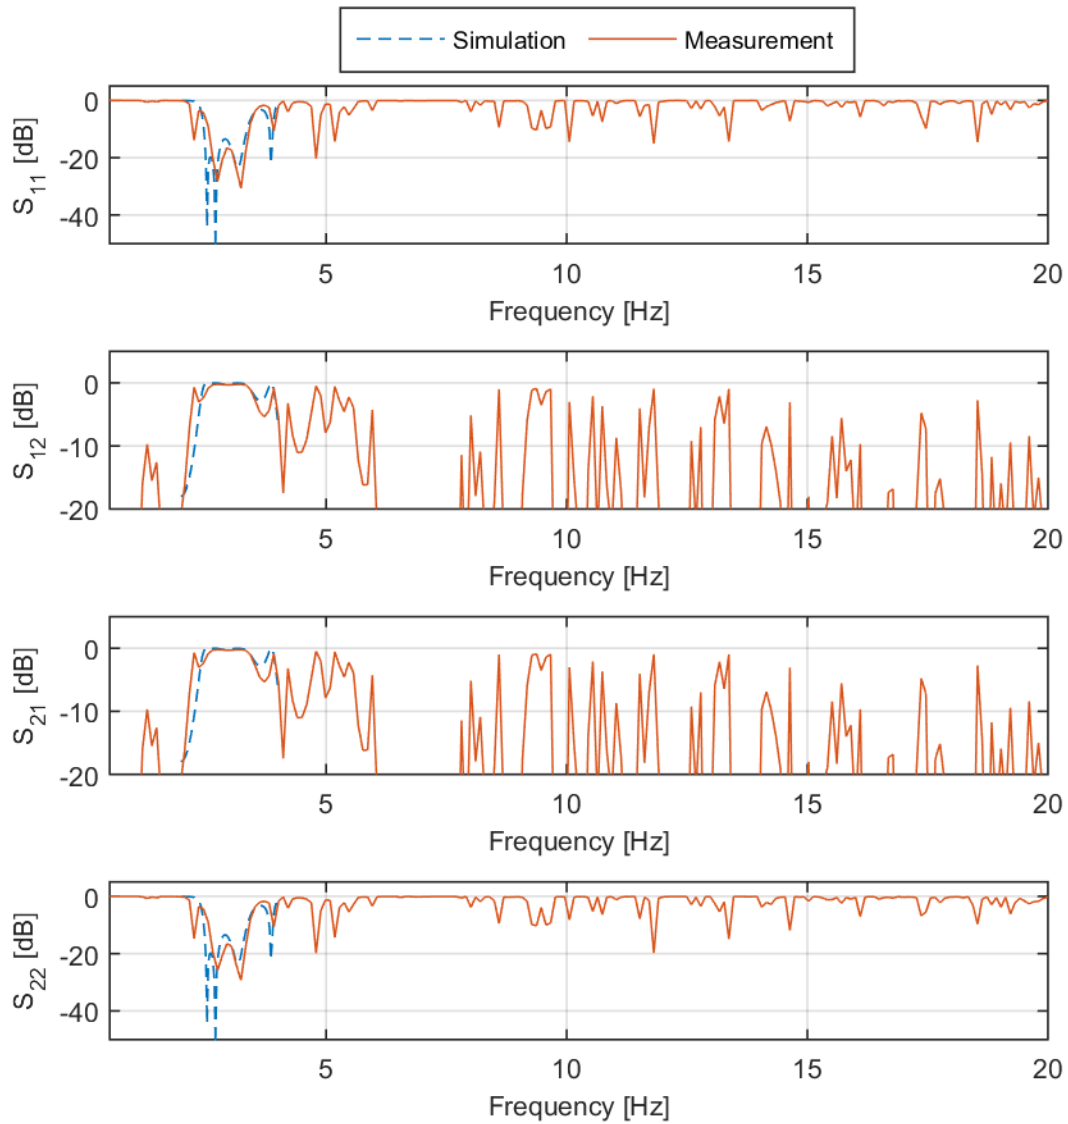 Simulation Measurement
0
-20
-40
S11 [dB]
5 10 15 20
Frequency [Hz]
0
-10
-20
S12 [dB]
5 10 15 20
Frequency [Hz]
0
-10
-20
S21 [dB]
5 10 15 20
Frequency [Hz]
0
-20
-40
S22 [dB]
5 10 15 20
Frequency [Hz]